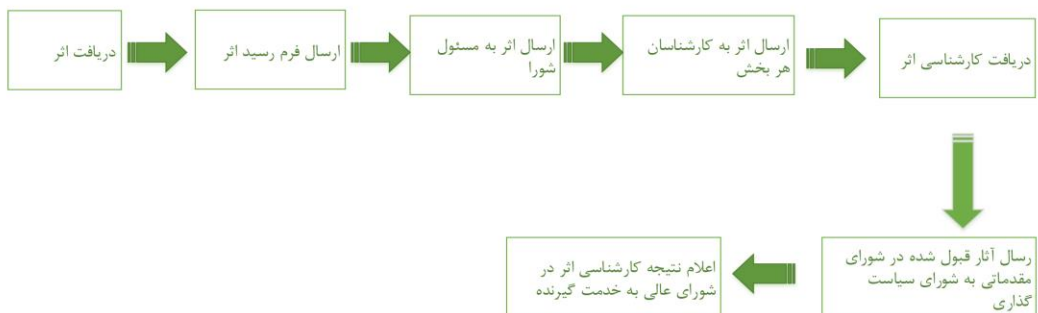 دریافت اثر
ارسال فرم رسید اثر
ارسال اثر به مسئول
شورا
ارسال اثر به کارشناسان
هر بخش
دریافت کارشناسی اثر
رسال آثار قبول شده در شورای
مقدماتی به شورای سیاست
گذاری
اعلام نتیجه کارشناسی اثر در
شورای عالی به خدمت گیرنده